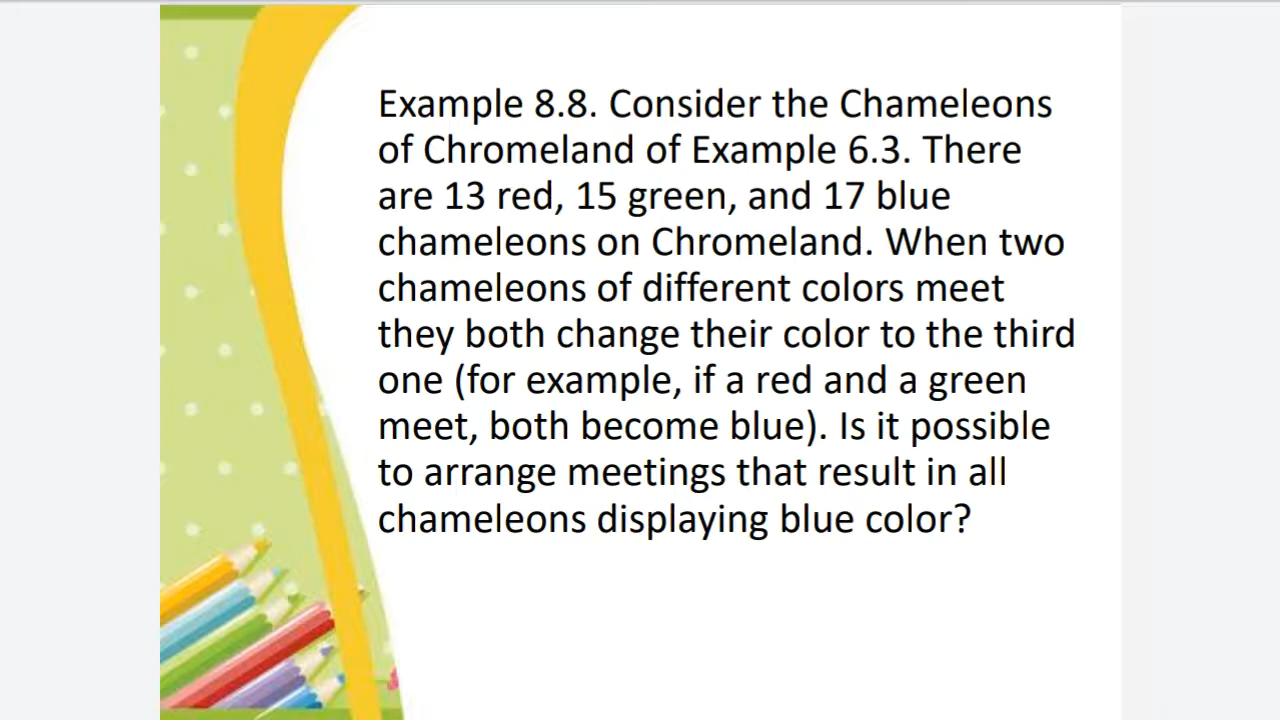 Example 8.8. Consider the Chameleons
of Chromeland of Example 6.3. There
are 13 red, 15 green, and 17 blue
chameleons on Chromeland. When two
chameleons of different colors meet
they both change their color to the third
one (for example, if a red and a green
meet, both become blue). Is it possible
to arrange meetings that result in all
chameleons displaying blue color?